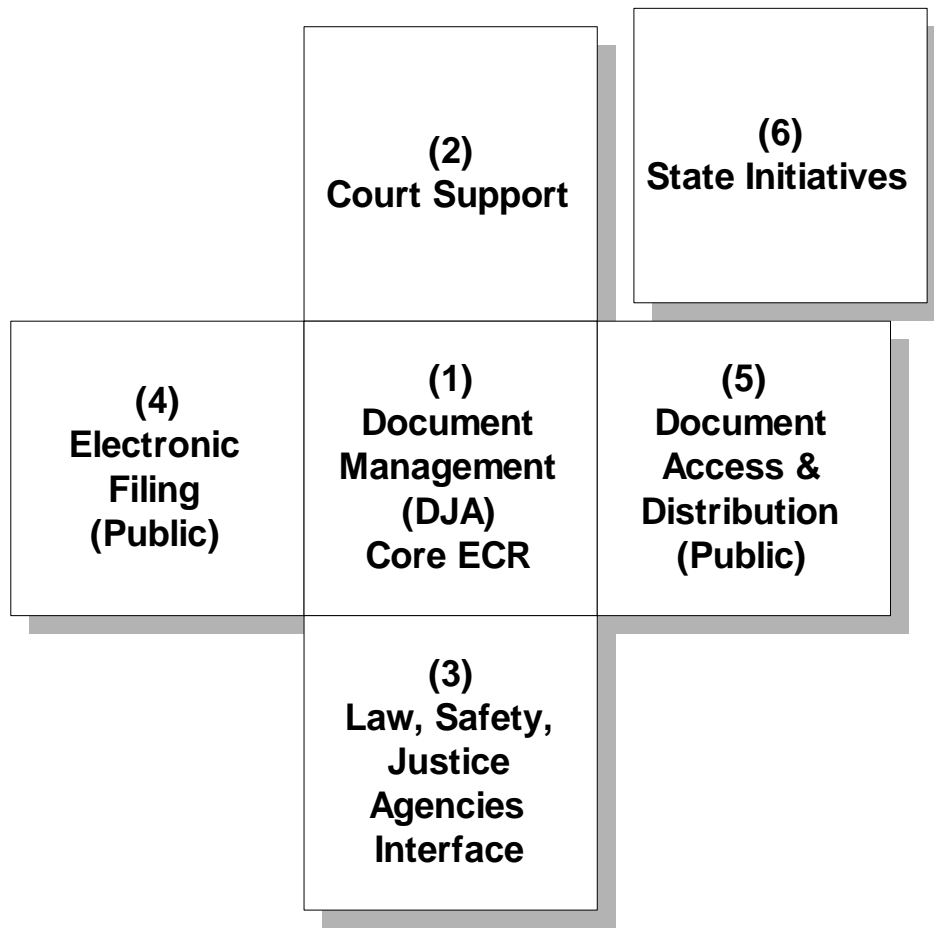 (2)
Court Support
(6)
State Initiatives
(4)
Electronic
Filing
(Public)
(1)
Document
Management
(DJA)
Core ECR
(5)
Document
Access &
Distribution
(Public)
(3)
Law, Safety,
Justice
Agencies
Interface